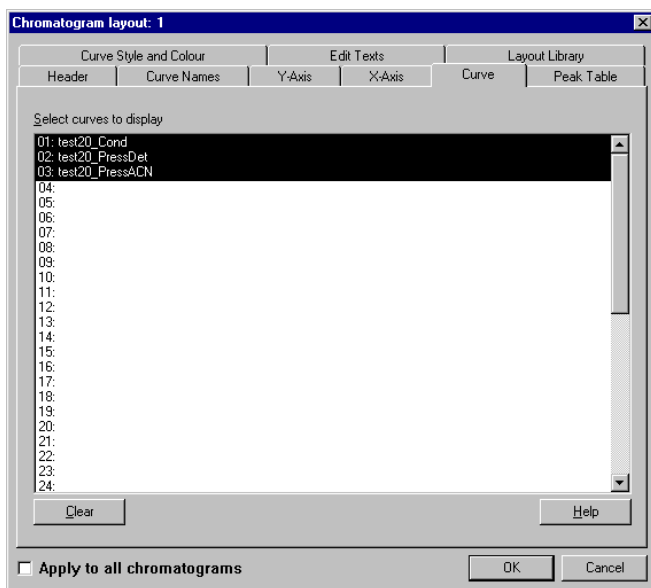 Chromatogram layout: 1
Curve Style and Colour Edit Texts Layout Library
Header Curve Names Y-Axis X-Axis Curve Peak Table
Select curves to display
01: test20_Cond
02: test20_PressDet
03: test20_PressACN
04:
05:
06:
07:
08:
09:
10:
11:
12:
13:
14:
15:
16:
17:
18:
19:
20:
21:
22:
23:
24:
Clear Help
Apply to all chromatograms OK Cancel